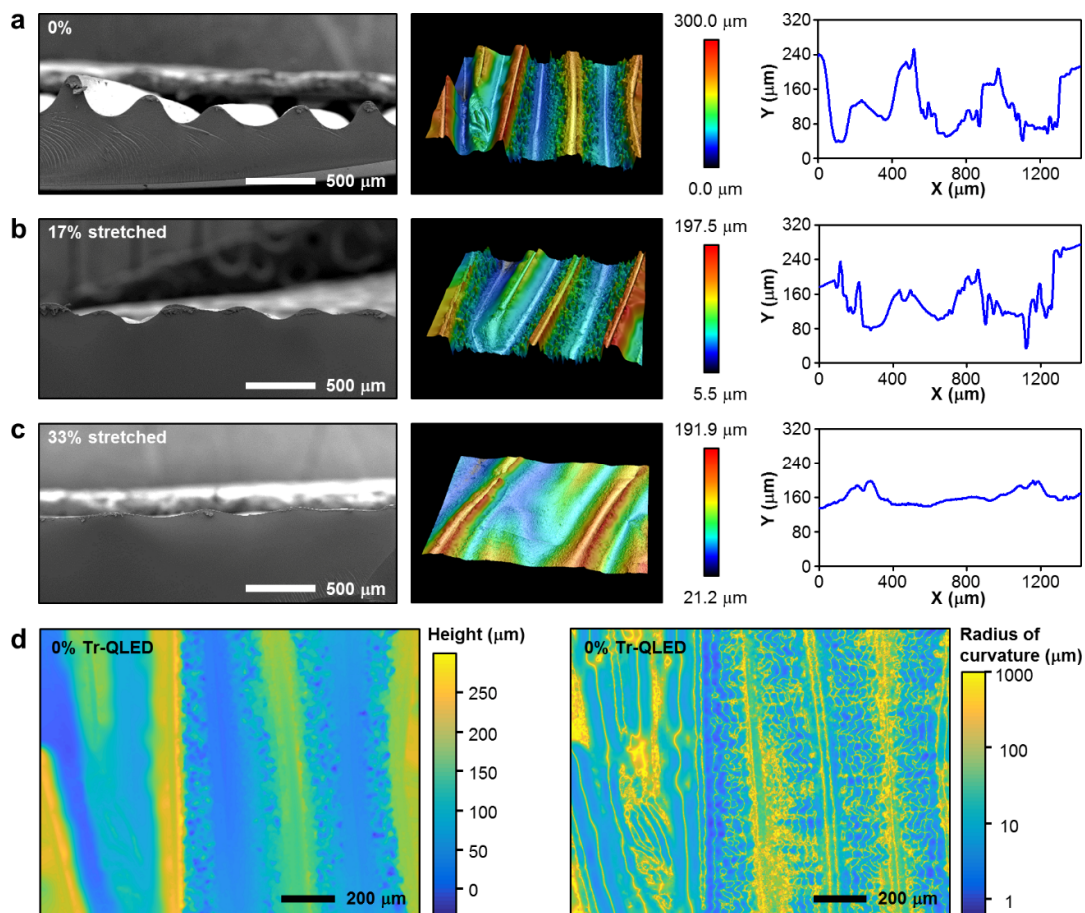 a
0%
500 μm
300.0 μm
0.0 μm
320
240
160
80
0
Y (μm)
0
400
800
1200
X (μm)
b
17% stretched
500 μm
197.5 μm
5.5 μm
320
240
160
80
0
Y (μm)
0
400
800
1200
X (μm)
c
33% stretched
500 μm
191.9 μm
21.2 μm
320
240
160
80
0
Y (μm)
0
400
800
1200
X (μm)
d
0% Tr-QLED
200 μm
Height (μm)
250
200
150
100
50
0
0% Tr-QLED
200 μm
Radius of
curvature (μm)
1000
100
10
1